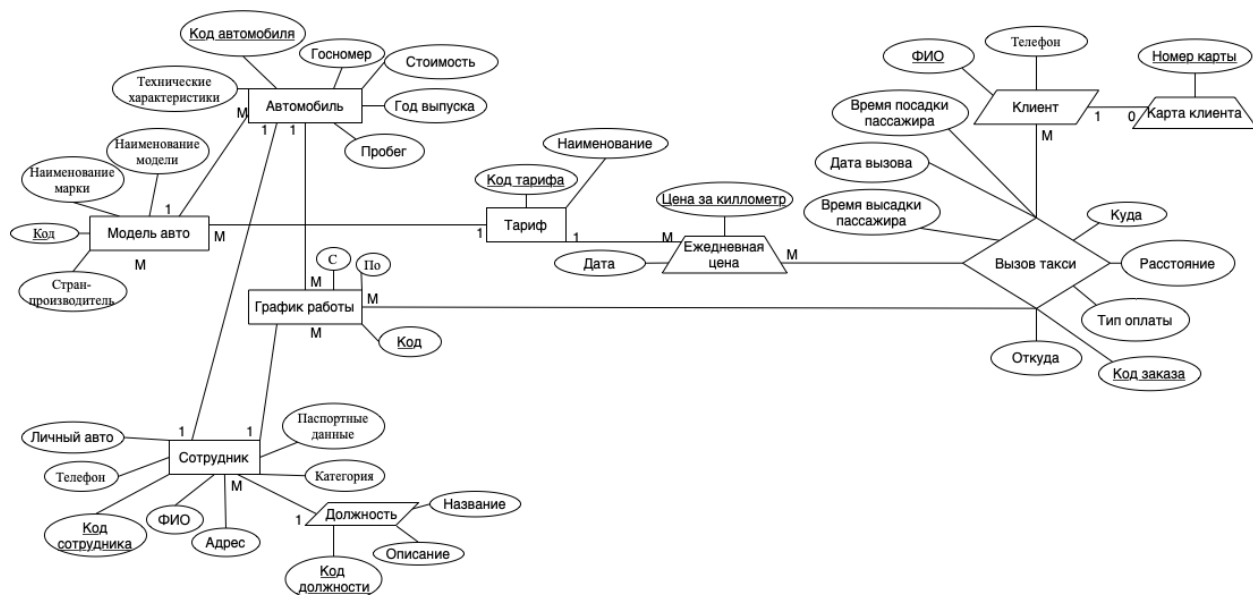 Код автомобиля
Госномер
Стоимость
Технические
характеристики
М
Автомобиль
Год выпуска
1
1
Пробег
Наименование
модели
Наименование
марки
1
Код
Модель авто
М
М
Стран-
производитель
Наименование
Код тарифа
1
Тариф
1
Цена за киллометр
М
Ежедневная
цена
М
Дата
С
По
М
График работы
М
М
Код
ФИО
Телефон
Номер карты
Клиент
1
0
Карта клиента
М
Время посадки
пассажира
Дата вызова
Время высадки
пассажира
Куда
Вызов такси
Расстояние
Тип оплаты
Откуда
Код заказа
Личный авто
1
1
Паспортные
данные
Сотрудник
Телефон
Категория
М
Код
сотрудника
ФИО
Адрес
1
Должность
Название
Описание
Код
должности